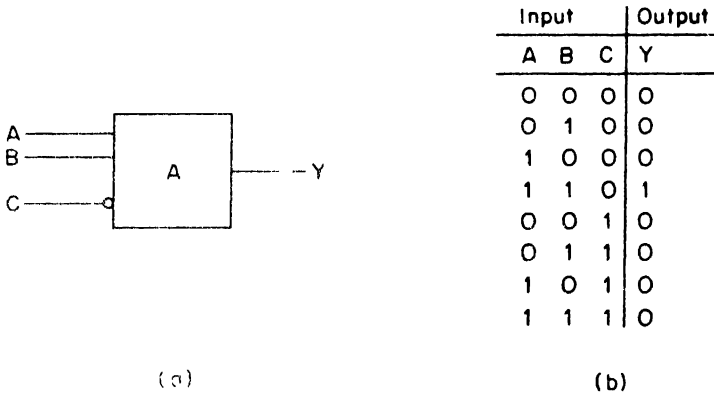 A
B
C
A
Y
(a)
Input Output
A B C Y
0 0 0 0
0 1 0 0
1 0 0 0
1 1 0 1
0 0 1 0
0 1 1 0
1 0 1 0
1 1 1 0
(b)